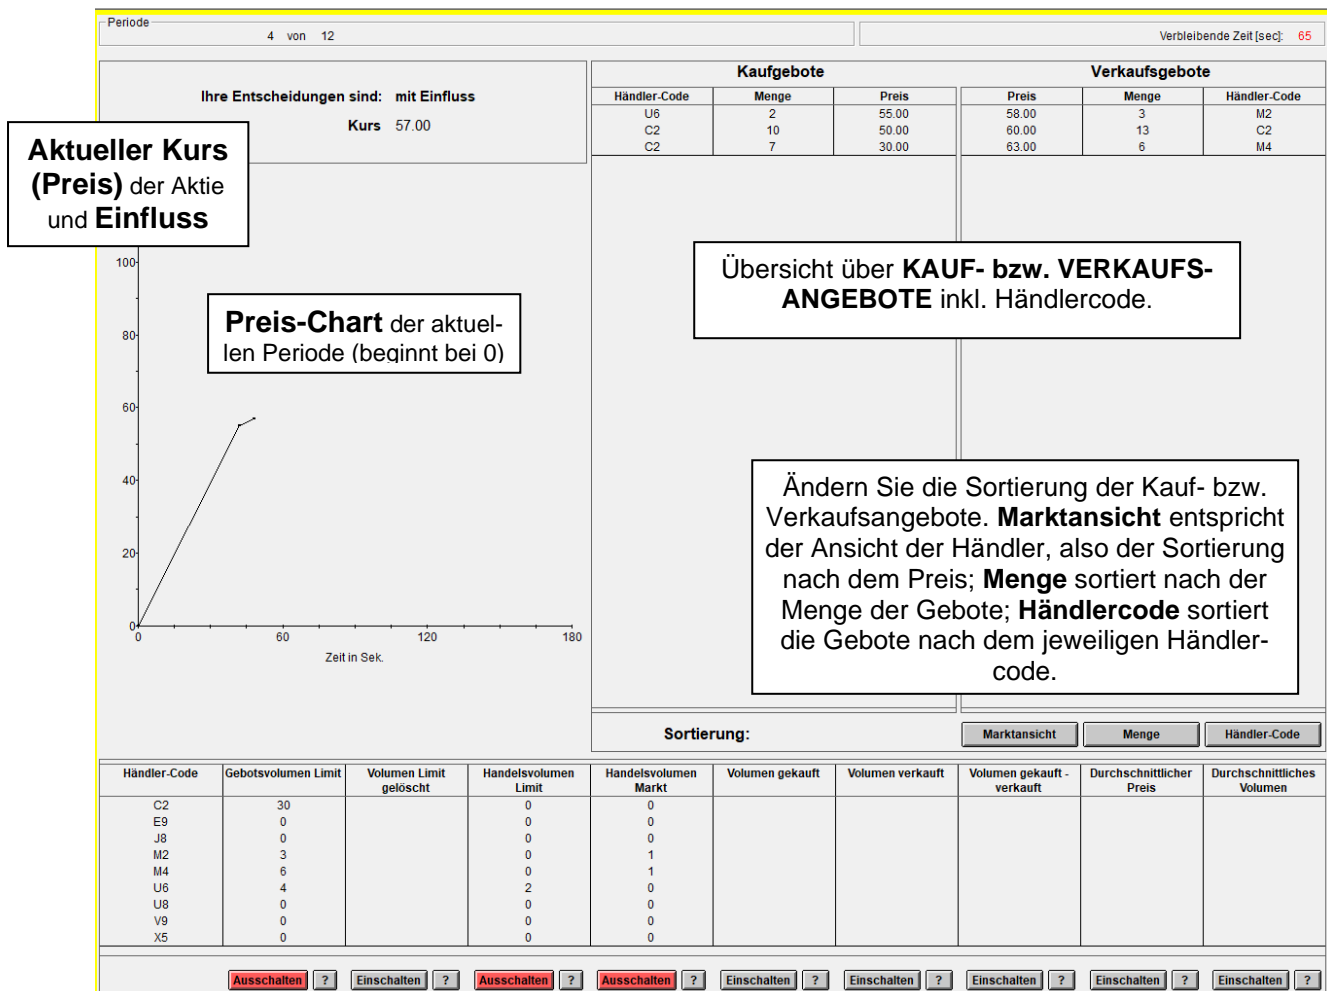 Periode
4 von 12
Verbleibende Zeit [sec]: 65
Ihre Entscheidungen sind: mit Einfluss
Kurs 57.00
Aktueller Kurs
(Preis) der Aktie
und Einfluss
Kaufgebote
Händler-Code Menge Preis
U6 2 55.00
C2 10 50.00
C2 7 30.00
Verkaufsgebote
Preis Menge Händler-Code
58.00 3 M2
60.00 13 C2
63.00 6 M4
Übersicht über KAUF- bzw. VERKAUFS-
ANGEBOTE inkl. Händlercode.
Preis-Chart der aktuel-
len Periode (beginnt bei 0)
100
80
60
40
20
0
0 60 120 180
Zeit in Sek.
Ändern Sie die Sortierung der Kauf- bzw.
Verkaufsangebote. Marktansicht entspricht
der Ansicht der Händler, also der Sortierung
nach dem Preis; Menge sortiert nach der
Menge der Gebote; Händlercode sortiert
die Gebote nach dem jeweiligen Händler-
code.
Sortierung: Marktansicht Menge Händler-Code
Händler-Code Gebotsvolumen Limit Volumen Limit gelöscht Handelsvolumen Limit Handelsvolumen Markt Volumen gekauft Volumen verkauft Volumen gekauft - verkauft Durchschnittlicher Preis Durchschnittliches Volumen
C2 30 0 0
E9 0 0 0
J8 0 0 0
M2 3 0 1
M4 6 0 1
U6 4 2 0
U8 0 0 0
V9 0 0 0
X5 0 0 0
Ausschalten ? Einschalten ? Ausschalten ? Ausschalten ? Einschalten ? Einschalten ? Einschalten ? Einschalten ? Einschalten ?